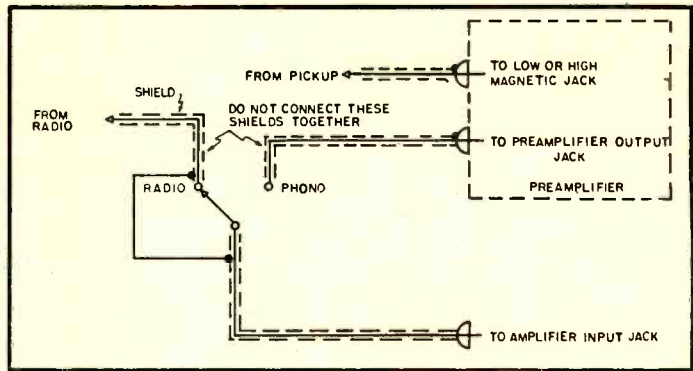 TO LOW OR HIGH
MAGNETIC JACK
FROM PICKUP
SHIELD
DO NOT CONNECT THESE
SHIELDS TOGETHER
FROM
RADIO
TO PREAMPLIFIER OUTPUT
JACK
PREAMPLIFIER
RADIO
PHONO
TO AMPLIFIER INPUT JACK